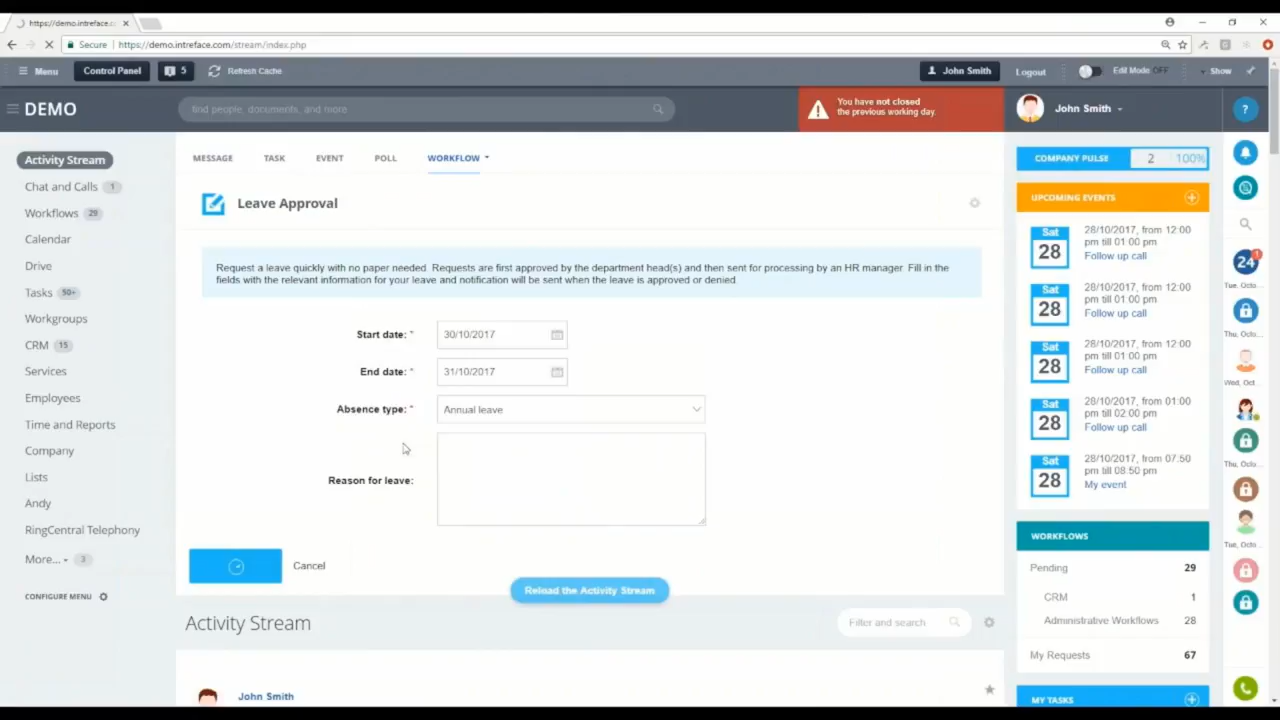 https://demo.intreface.c
Secure
https://demo.intreface.com/stream/index.php
Menu
Control Panel
5
Refresh Cache
John Smith
Logout
Edit Mode OFF
Show
DEMO
find people, documents, and more
You have not closed
the previous working day.
John Smith
?
Activity Stream
Chat and Calls 1
Workflows 29
Calendar
Drive
Tasks 50+
Workgroups
CRM 15
Services
Employees
Time and Reports
Company
Lists
Andy
RingCentral Telephony
More... 3
CONFIGURE MENU
MESSAGE
TASK
EVENT
POLL
WORKFLOW
Leave Approval
Request a leave quickly with no paper needed. Requests are first approved by the department head(s) and then sent for processing by an HR manager. Fill in the
fields with the relevant information for your leave and notification will be sent when the leave is approved or denied.
Start date: *
30/10/2017
End date: *
31/10/2017
Absence type: *
Annual leave
Reason for leave:
Cancel
Reload the Activity Stream
Activity Stream
Filter and search
John Smith
COMPANY PULSE
2
100%
UPCOMING EVENTS
Sat
28
28/10/2017, from 12:00
pm till 01:00 pm
Follow up call
Sat
28
28/10/2017, from 12:00
pm till 01:00 pm
Follow up call
Sat
28
28/10/2017, from 12:00
pm till 01:00 pm
Follow up call
Sat
28
28/10/2017, from 01:00
pm till 02:00 pm
Follow up call
Sat
28
28/10/2017, from 07:50
pm till 08:50 pm
My event
WORKFLOWS
Pending 29
CRM 1
Administrative Workflows 28
My Requests 67
MY TASKS
24
1
Tue, Octo...
Thu, Octo...
Wed, Oct...
Thu, Octo...
Tue, Octo...